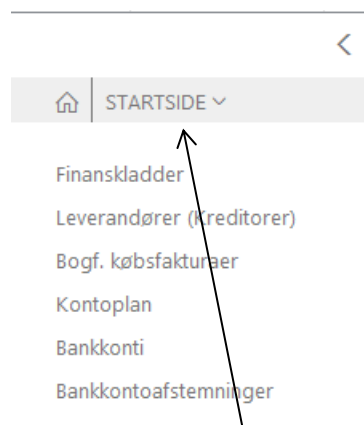 STARTSIDE
Finanskladder
Leverandører (Kreditorer)
Bogf. købsfakturaer
Kontoplan
Bankkonti
Bankkontoafstemninger